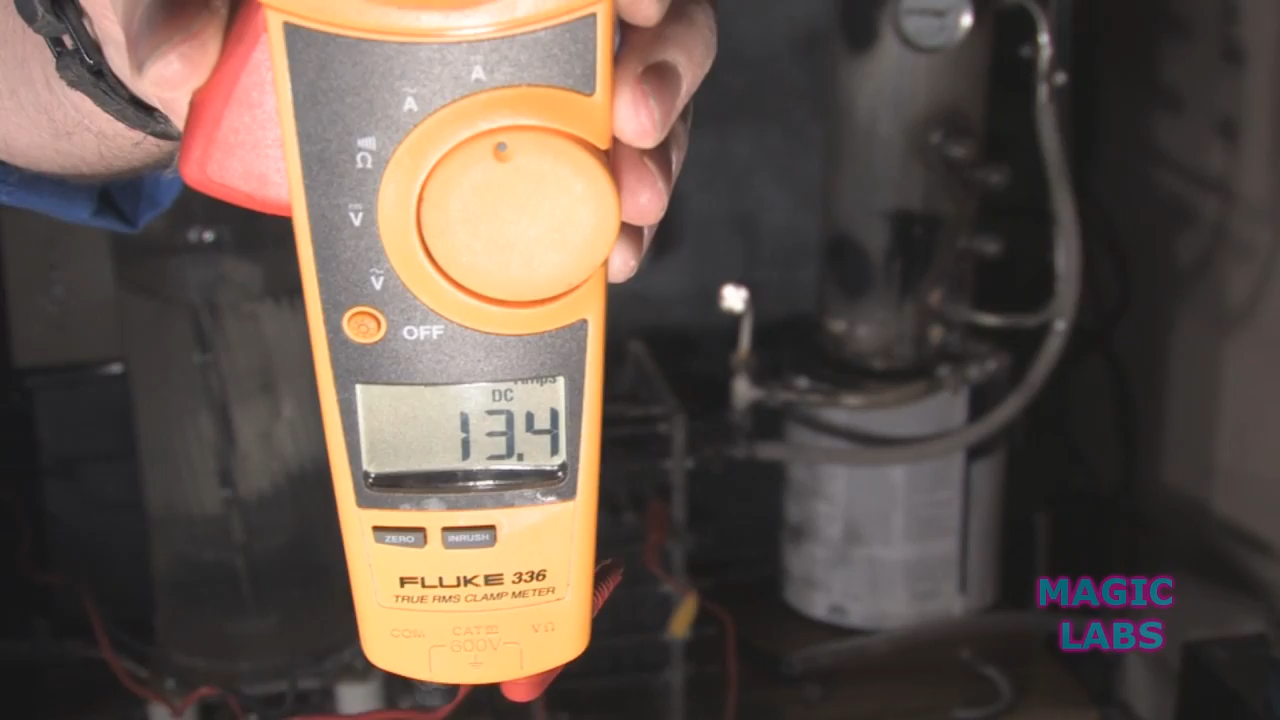 A
Ã
Ω
V
Ṽ
OFF
Amps
DC
13.4
ZERO INRUSH
FLUKE 336
TRUE RMS CLAMP METER
COM CAT III VΩ
600V
MAGIC
LABS